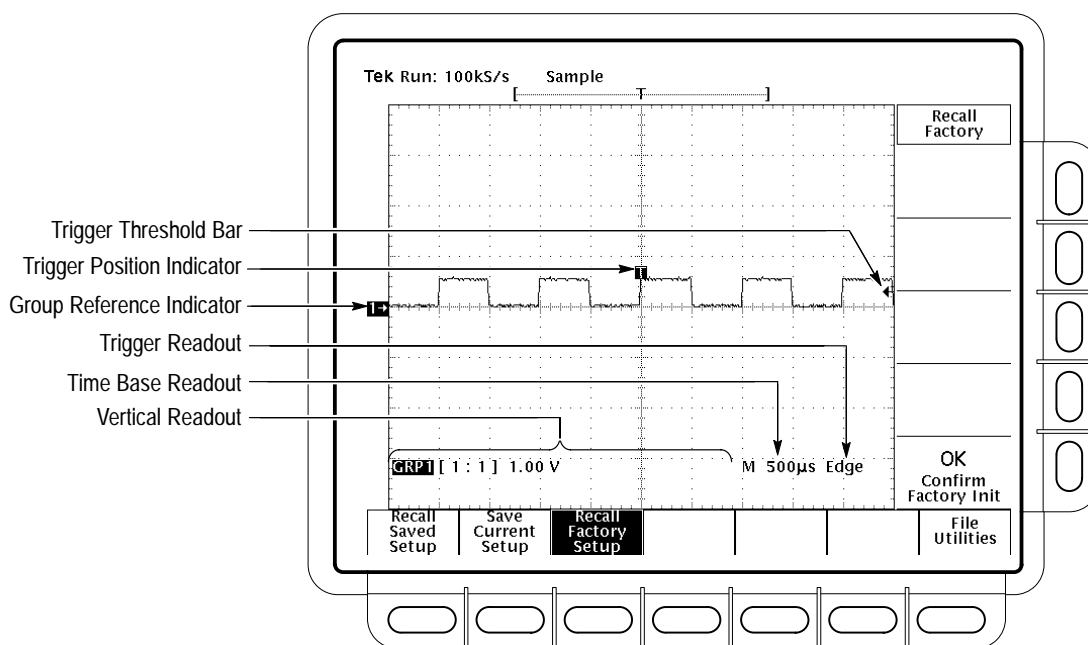 Tek Run: 100kS/s Sample
[ T ]
Recall
Factory
Trigger Threshold Bar
Trigger Position Indicator
T
Group Reference Indicator
1
Trigger Readout
Time Base Readout
Vertical Readout
GRP1 [ 1 : 1 ] 1.00 V M 500µs Edge
OK
Confirm
Factory Init
Recall
Saved
Setup
Save
Current
Setup
Recall
Factory
Setup
File
Utilities